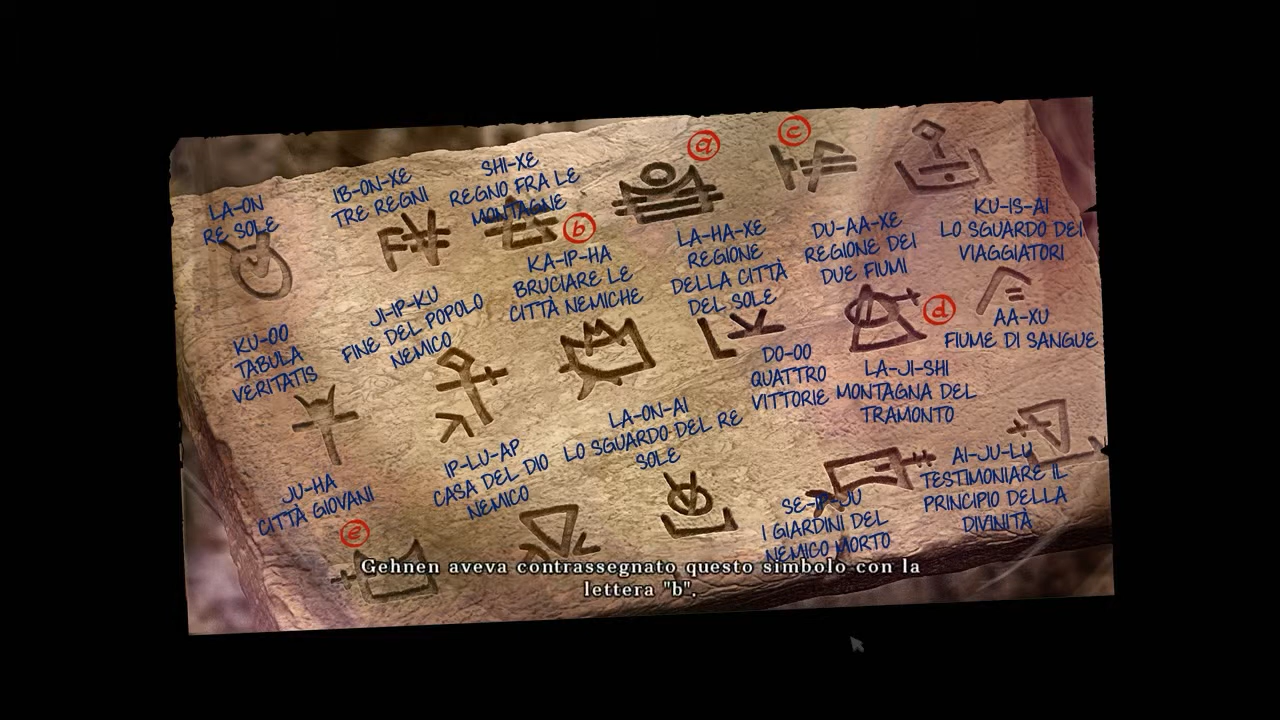 LA-ON
RE SOLE
IB-ON-XE
TRE REGNI
SHI-XE
REGNO FRA LE
MONTAGNE
b
a
c
KA-IP-HA
BRUCIARE LE
CITTÀ NEMICHE
LA-HA-XE
REGIONE
DELLA CITTÀ
DEL SOLE
DU-AA-XE
REGIONE DEI
DUE FIUMI
KU-IS-AI
LO SGUARDO DEI
VIAGGIATORI
KU-OO
TABULA
VERITATIS
JI-IP-KU
FINE DEL POPOLO
NEMICO
DO-OO
QUATTRO
VITTORIE
d
AA-XU
FIUME DI SANGUE
LA-JI-SHI
MONTAGNA DEL
TRAMONTO
JU-HA
CITTÀ GIOVANI
e
IP-LU-AP
CASA DEL DIO
NEMICO
LA-ON-AI
LO SGUARDO DEL RE
SOLE
SE-IP-JU
I GIARDINI DEL
NEMICO MORTO
AI-JU-LU
TESTIMONIARE IL
PRINCIPIO DELLA
DIVINITÀ
Gehnen aveva contrassegnato questo simbolo con la
lettera "b".